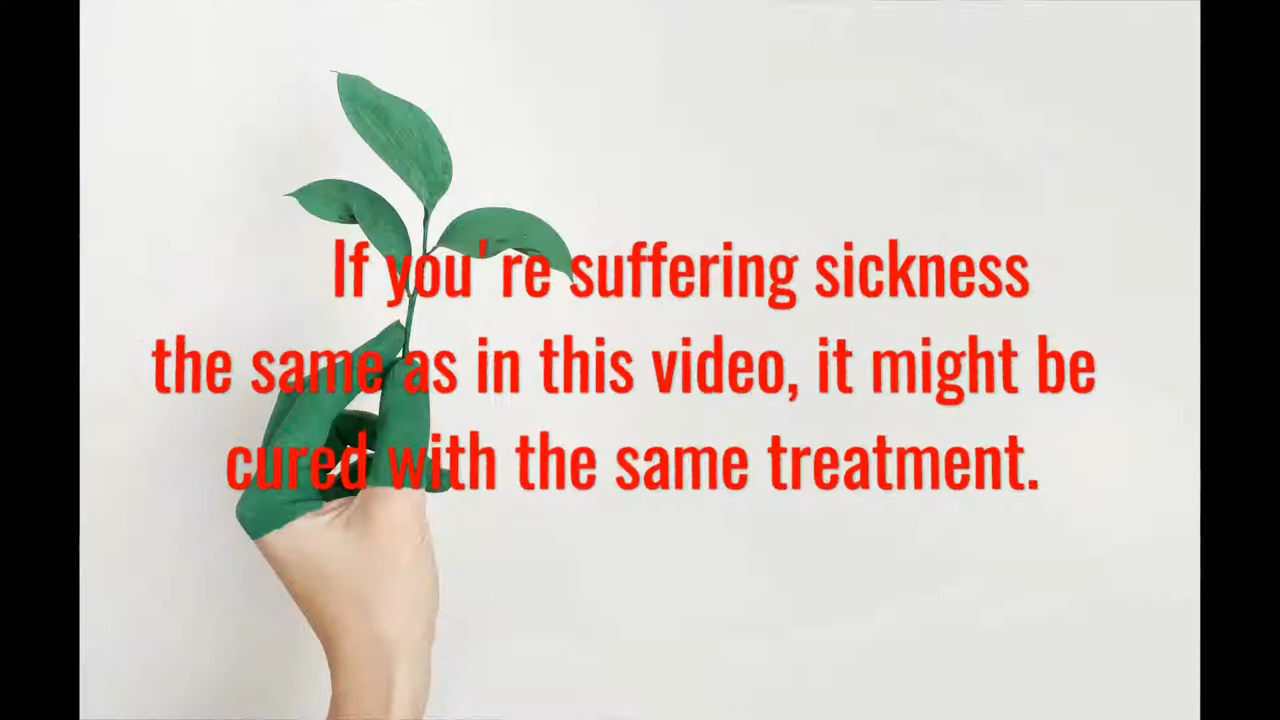 If you're suffering sickness
the same as in this video, it might be
cured with the same treatment.